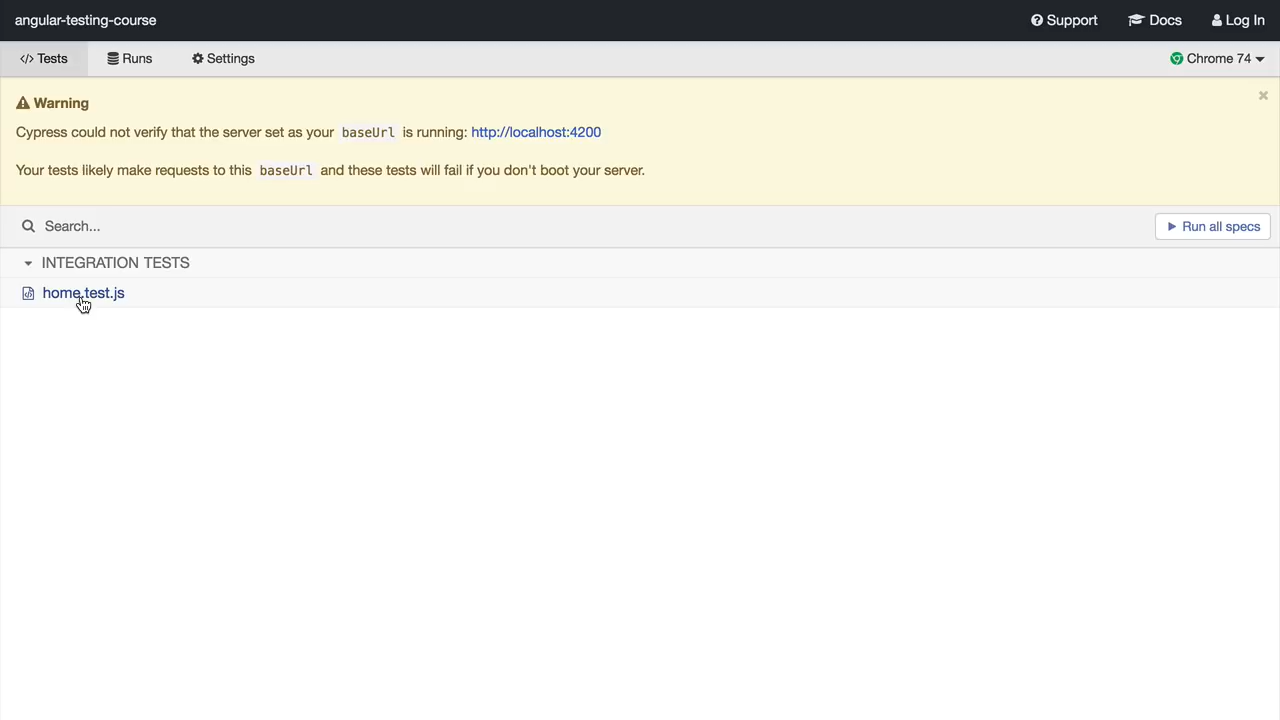 angular-testing-course
Support
Docs
Log In
</> Tests
Runs
Settings
Chrome 74
Warning
×
Cypress could not verify that the server set as your baseUrl is running: http://localhost:4200
Your tests likely make requests to this baseUrl and these tests will fail if you don't boot your server.
Search...
Run all specs
INTEGRATION TESTS
home.test.js